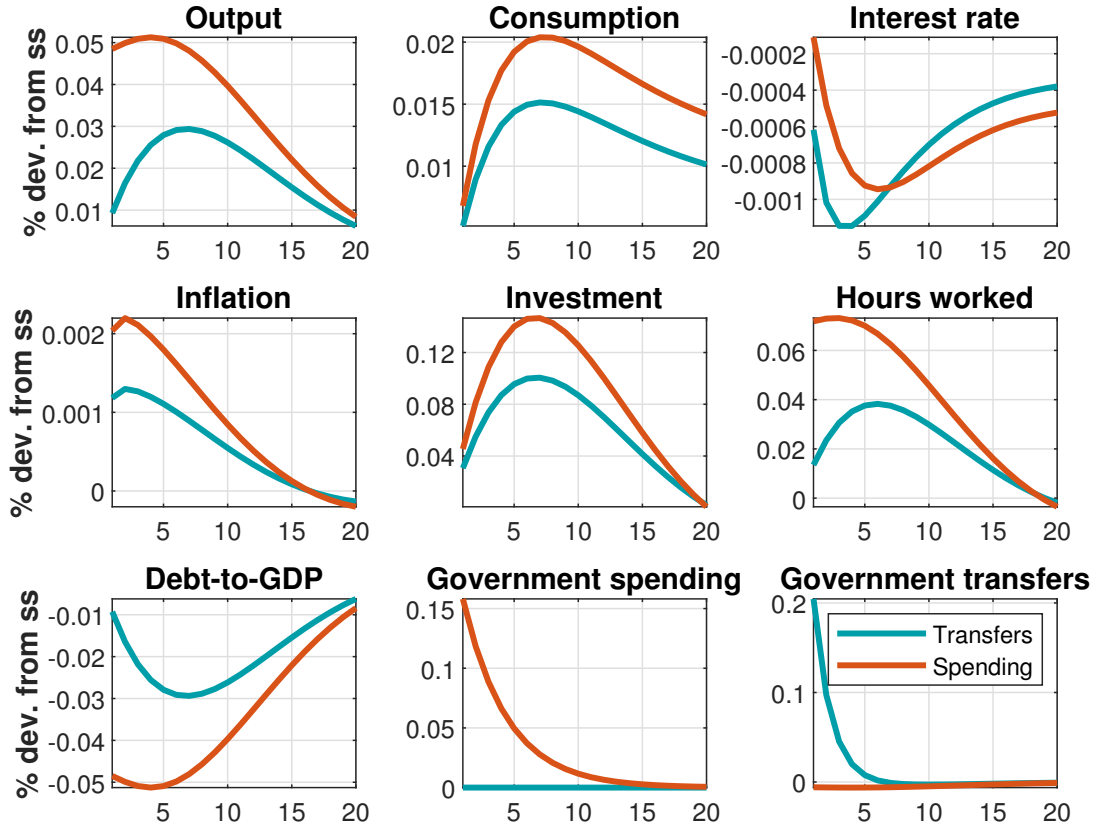 Output
Consumption
Interest rate
% dev. from ss
0.05
0.04
0.03
0.02
0.01
5 10 15 20
0.02
0.015
0.01
5 10 15 20
-0.0002
-0.0004
-0.0006
-0.0008
-0.001
5 10 15 20
Inflation
Investment
Hours worked
% dev. from ss
0.002
0.001
0
5 10 15 20
0.12
0.08
0.04
5 10 15 20
0.06
0.04
0.02
0
5 10 15 20
Debt-to-GDP
Government spending
Government transfers
% dev. from ss
-0.01
-0.02
-0.03
-0.04
-0.05
5 10 15 20
0.15
0.1
0.05
0
5 10 15 20
0.2
0.1
0
5 10 15 20
Transfers
Spending